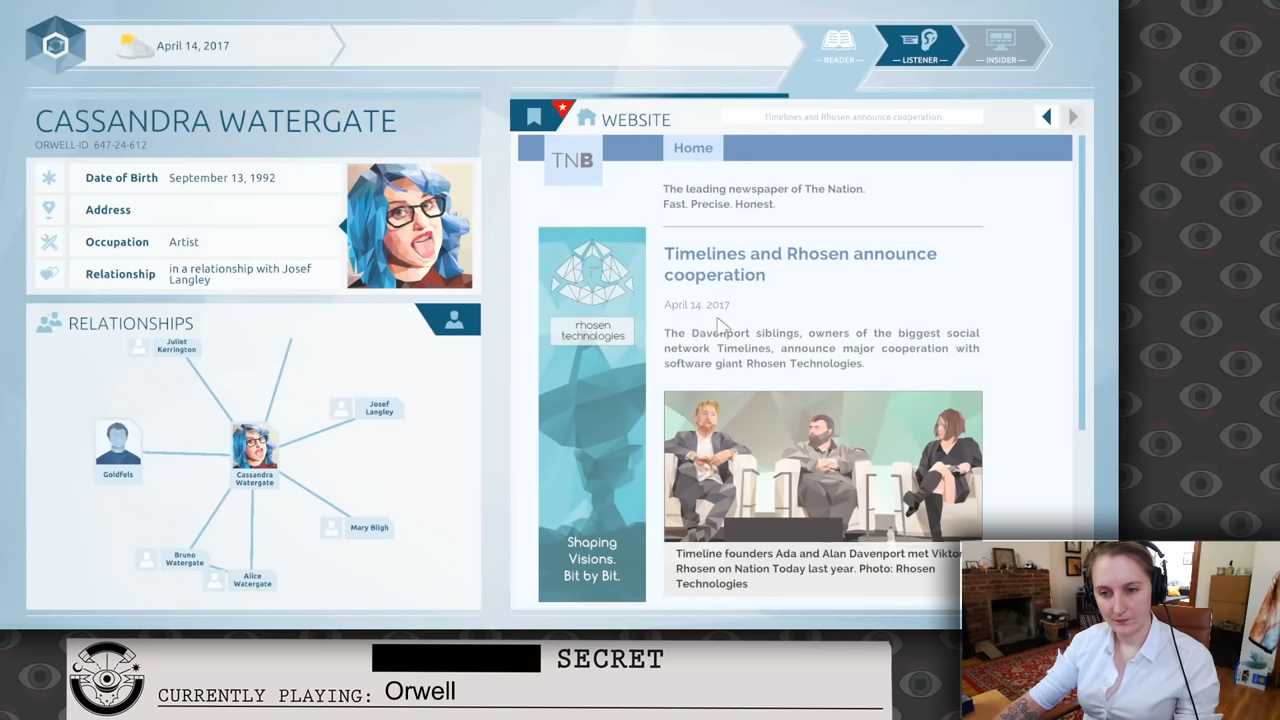 April 14, 2017
READER
LISTENER
INSIDER
CASSANDRA WATERGATE
ORWELL-ID 647-24-612
Date of Birth September 13, 1992
Address
Occupation Artist
Relationship in a relationship with Josef
Langley
RELATIONSHIPS
Juliet
Kerrington
Josef
Langley
Goldfels
Cassandra
Watergate
Mary Bligh
Bruno
Watergate
Alice
Watergate
WEBSITE
Timelines and Rhosen announce cooperation
TNB
Home
The leading newspaper of The Nation.
Fast. Precise. Honest.
Timelines and Rhosen announce
cooperation
April 14, 2017
The Davenport siblings, owners of the biggest social
network Timelines, announce major cooperation with
software giant Rhosen Technologies.
rhosen
technologies
Shaping
Visions.
Bit by Bit.
Timeline founders Ada and Alan Davenport met Viktor
Rhosen on Nation Today last year. Photo: Rhosen
Technologies
SECRET
CURRENTLY PLAYING: Orwell